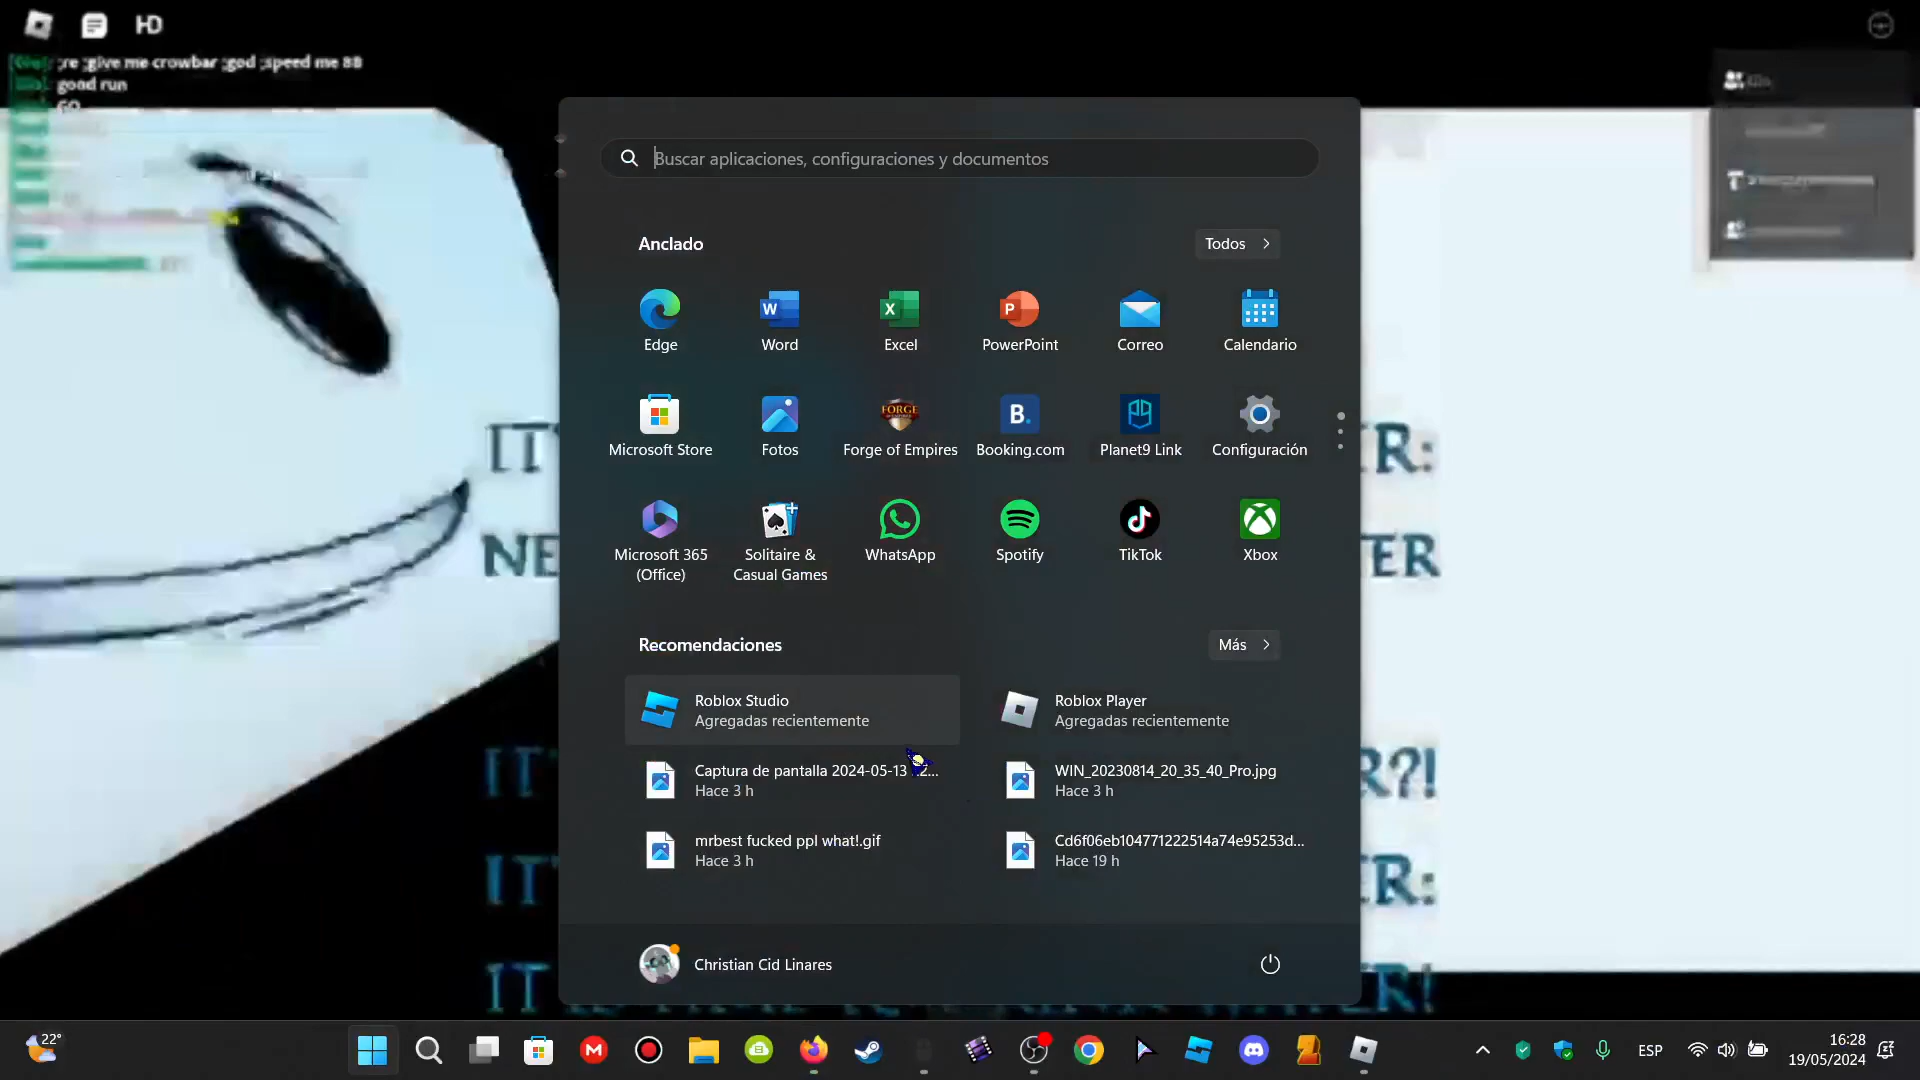 HD
re ;give me crowbar ;god ;speed me 88
good run
GO
Buscar aplicaciones, configuraciones y documentos
Anclado
Todos
Edge
Word
Excel
PowerPoint
Correo
Calendario
Microsoft Store
Fotos
Forge of Empires
Booking.com
Planet9 Link
Configuración
Microsoft 365 (Office)
Solitaire & Casual Games
WhatsApp
Spotify
TikTok
Xbox
Recomendaciones
Más
Roblox Studio
Agregadas recientemente
Roblox Player
Agregadas recientemente
Captura de pantalla 2024-05-13
Hace 3 h
WIN_20230814_20_35_40_Pro.jpg
Hace 3 h
mrbest fucked ppl what!.gif
Hace 3 h
Cd6f06eb104771222514a74e95253d...
Hace 19 h
Christian Cid Linares
22°
ESP
16:28
19/05/2024